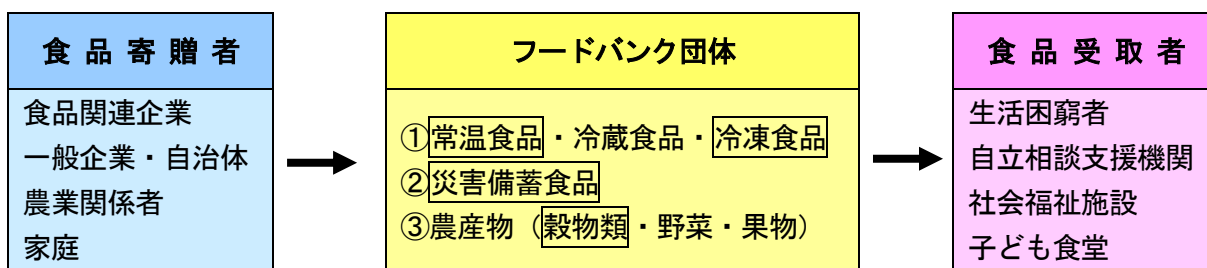 食品寄贈者
食品関連企業
一般企業・自治体
農業関係者
家庭
フードバンク団体
①常温食品・冷蔵食品・冷凍食品
②災害備蓄食品
③農産物(穀物類・野菜・果物)
食品受取者
生活困窮者
自立相談支援機関
社会福祉施設
子ども食堂